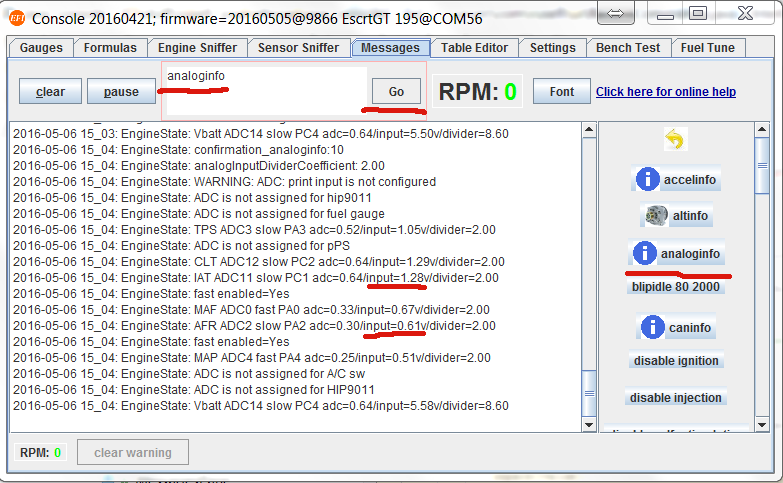 EFI Console 20160421; firmware=20160505@9866 EscrtGT 195@COM56
Gauges Formulas Engine Sniffer Sensor Sniffer Messages Table Editor Settings Bench Test Fuel Tune
clear pause analoginfo Go RPM: 0 Font Click here for online help
2016-05-06 15_03: EngineState: Vbatt ADC14 slow PC4 adc=0.64/input=5.50v/divider=8.60
2016-05-06 15_04: EngineState: confirmation_analoginfo:10
2016-05-06 15_04: EngineState: analogInputDividerCoefficient: 2.00
2016-05-06 15_04: EngineState: WARNING: ADC: print input is not configured
2016-05-06 15_04: EngineState: ADC is not assigned for hip9011
2016-05-06 15_04: EngineState: ADC is not assigned for fuel gauge
2016-05-06 15_04: EngineState: TPS ADC3 slow PA3 adc=0.52/input=1.05v/divider=2.00
2016-05-06 15_04: EngineState: ADC is not assigned for pPS
2016-05-06 15_04: EngineState: CLT ADC12 slow PC2 adc=0.64/input=1.29v/divider=2.00
2016-05-06 15_04: EngineState: IAT ADC11 slow PC1 adc=0.64/input=1.28v/divider=2.00
2016-05-06 15_04: EngineState: fast enabled=Yes
2016-05-06 15_04: EngineState: MAF ADC0 fast PA0 adc=0.33/input=0.67v/divider=2.00
2016-05-06 15_04: EngineState: AFR ADC2 slow PA2 adc=0.30/input=0.61v/divider=2.00
2016-05-06 15_04: EngineState: fast enabled=Yes
2016-05-06 15_04: EngineState: MAP ADC4 fast PA4 adc=0.25/input=0.51v/divider=2.00
2016-05-06 15_04: EngineState: ADC is not assigned for A/C sw
2016-05-06 15_04: EngineState: ADC is not assigned for HIP9011
2016-05-06 15_04: EngineState: Vbatt ADC14 slow PC4 adc=0.64/input=5.58v/divider=8.60
accelinfo
altinfo
analoginfo
blipidle 80 2000
caninfo
disable ignition
disable injection
RPM: 0 clear warning